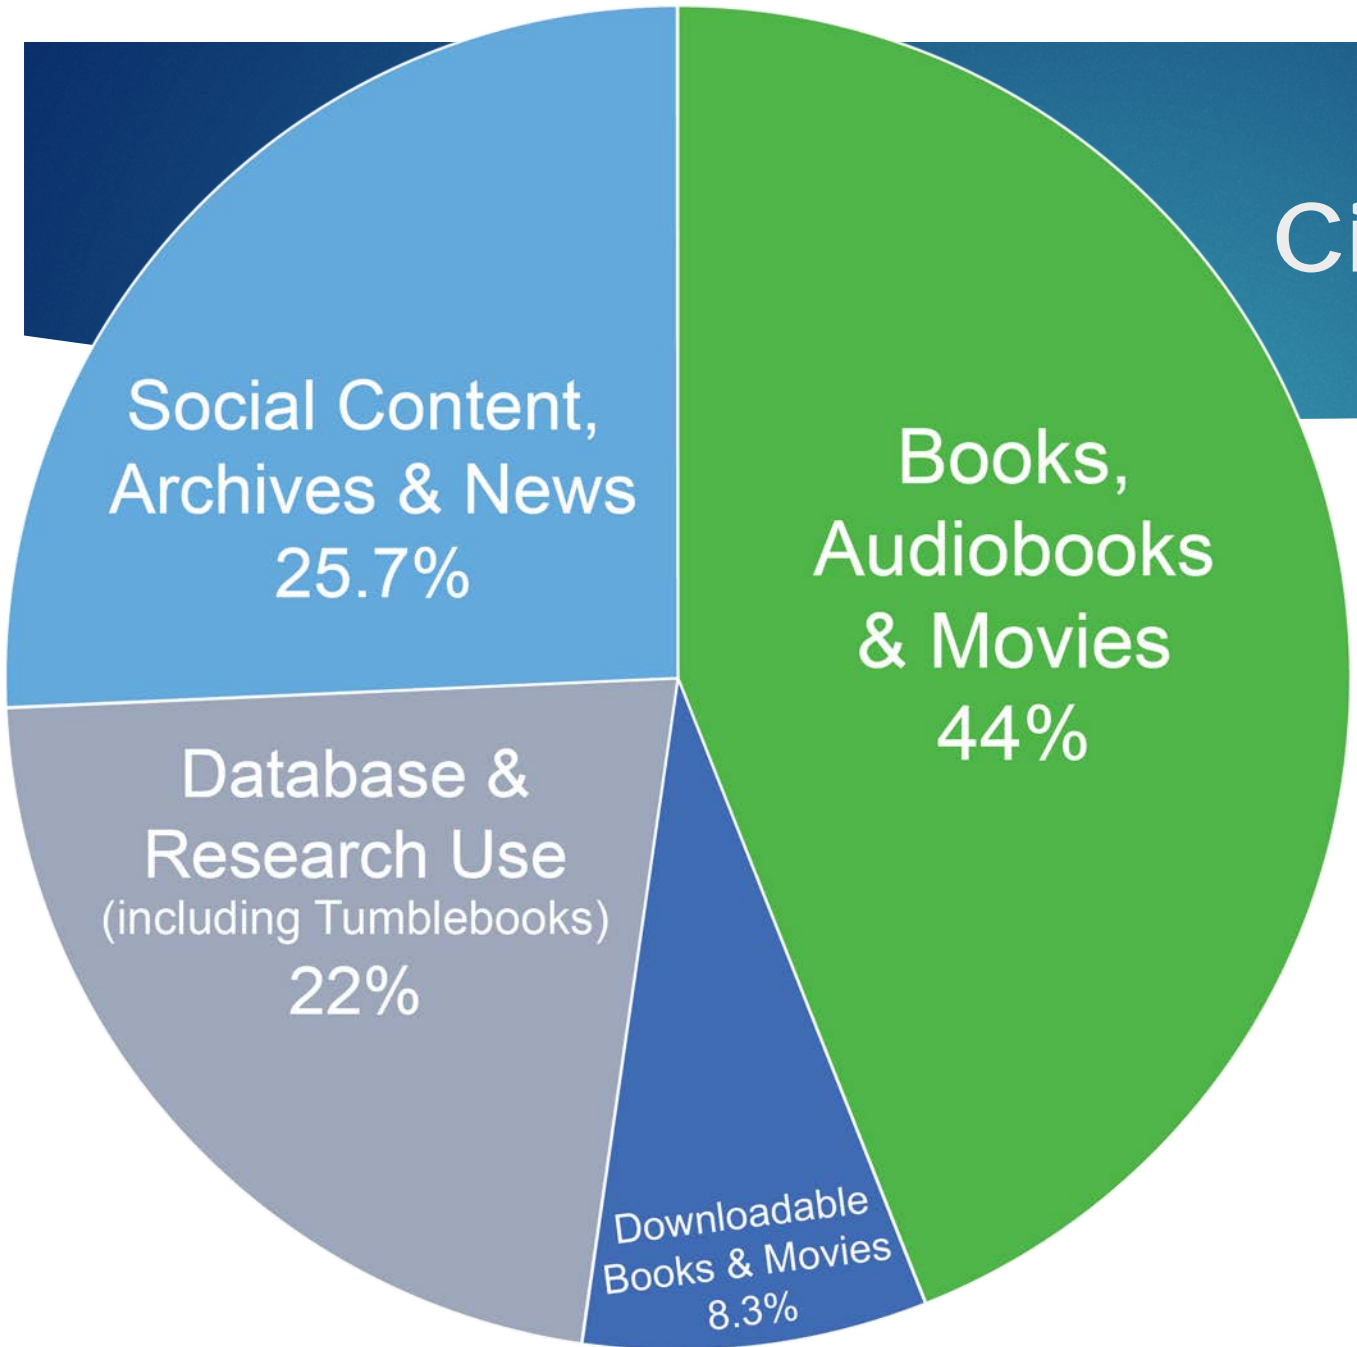 Ci
Social Content,
Archives & News
25.7%
Books,
Audiobooks
& Movies
44%
Database &
Research Use
(including Tumblebooks)
22%
Downloadable
Books & Movies
8.3%